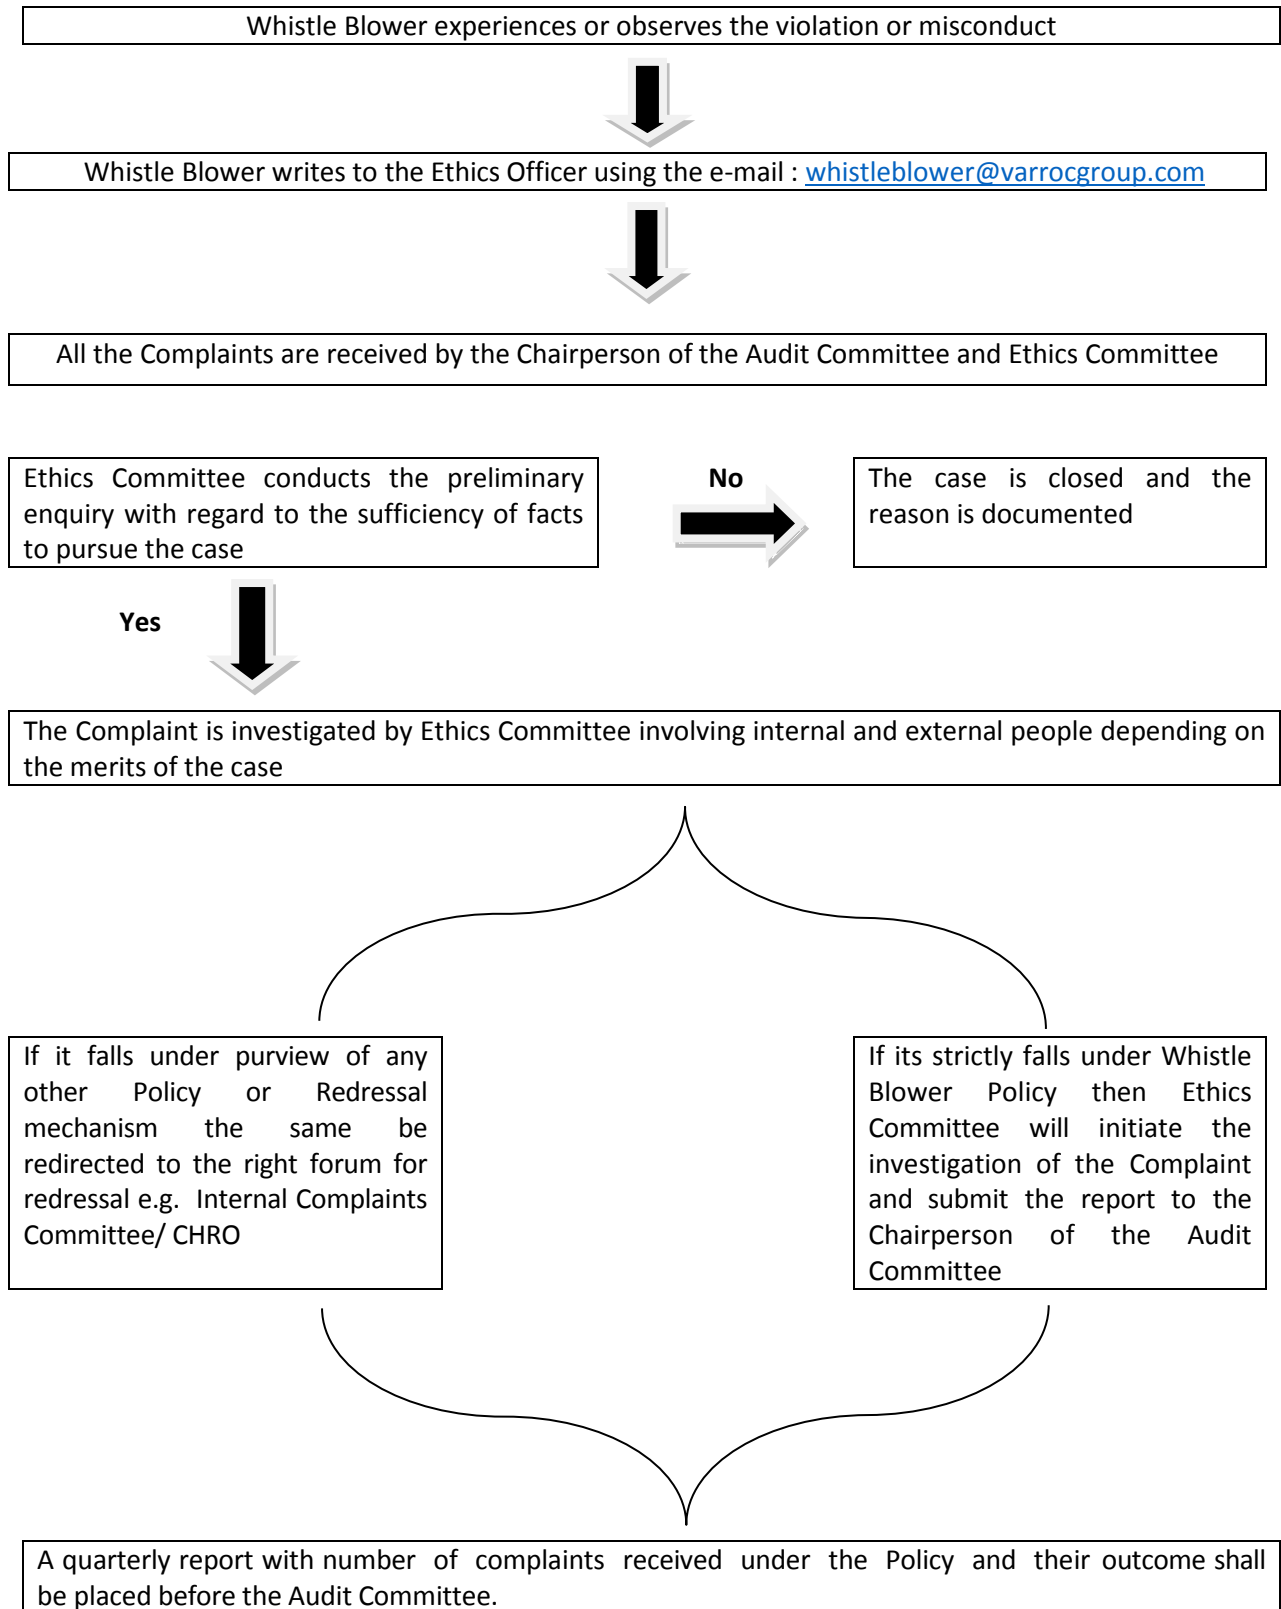 Whistle Blower experiences or observes the violation or misconduct
Whistle Blower writes to the Ethics Officer using the e-mail : whistleblower@varrocgroup.com
All the Complaints are received by the Chairperson of the Audit Committee and Ethics Committee
Ethics Committee conducts the preliminary
enquiry with regard to the sufficiency of facts
to pursue the case
No
The case is closed and the
reason is documented
Yes
The Complaint is investigated by Ethics Committee involving internal and external people depending on
the merits of the case
If it falls under purview of any
other Policy or Redressal
mechanism the same be
redirected to the right forum for
redressal e.g. Internal Complaints
Committee/ CHRO
If its strictly falls under Whistle
Blower Policy then Ethics
Committee will initiate the
investigation of the Complaint
and submit the report to the
Chairperson of the Audit
Committee
A quarterly report with number of complaints received under the Policy and their outcome shall
be placed before the Audit Committee.